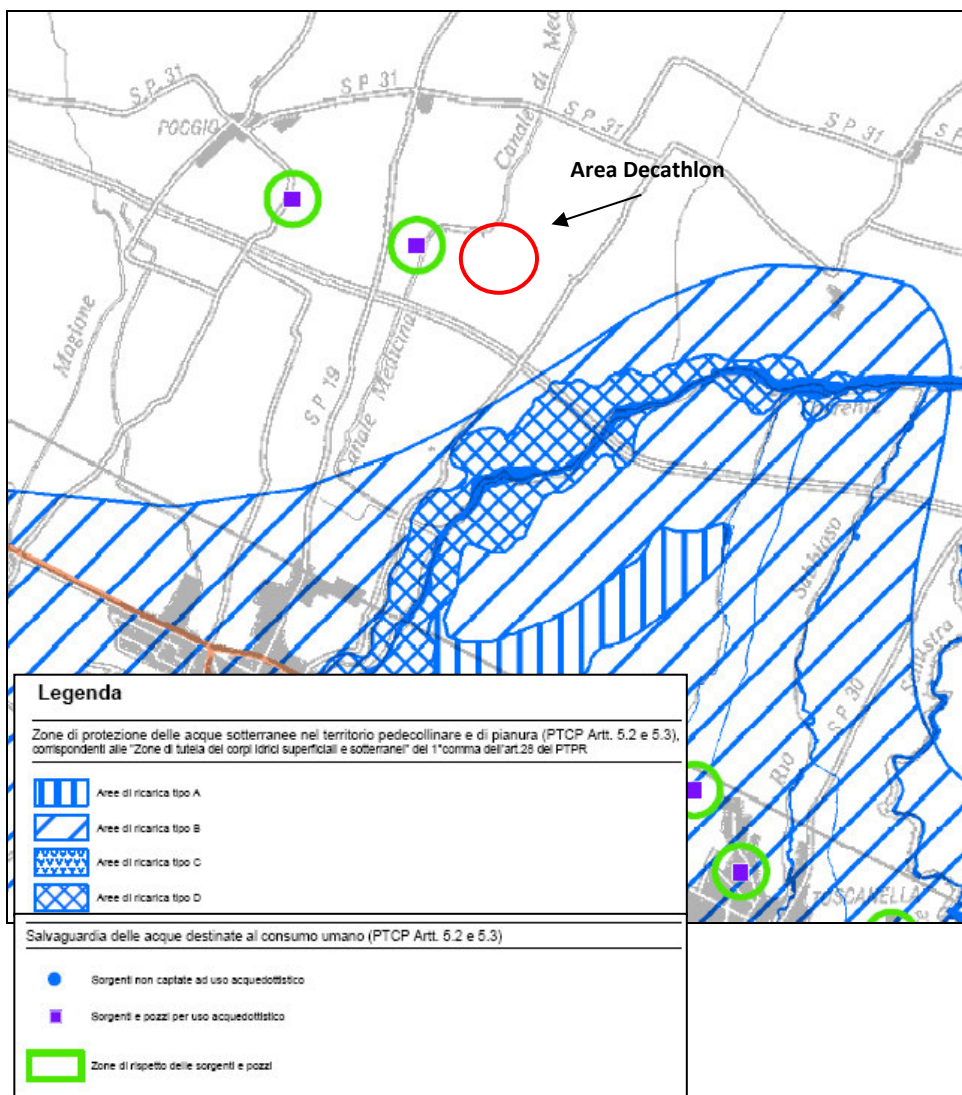 S.P. 31
S.P. 31
POGGIO
S P 31
S P 31
S P
Canale di Med
Area Decathlon
Magione
S P 19
Canale Medicina
Sabbioso
Rio
S.P. 30
TOSCANELLA
Legenda
Zone di protezione delle acque sotterranee nel territorio pedecollinare e di pianura (PTCP Artt. 5.2 e 5.3),
corrispondenti alle "Zone di tutela dei corpi idrici superficiali e sotterranei" del 1°comma dell'art.28 del PTPR
Aree di ricarica tipo A
Aree di ricarica tipo B
Aree di ricarica tipo C
Aree di ricarica tipo D
Salvaguardia delle acque destinate al consumo umano (PTCP Artt. 5.2 e 5.3)
Sorgenti non captate ad uso acquedottistico
Sorgenti e pozzi per uso acquedottistico
Zone di rispetto delle sorgenti e pozzi